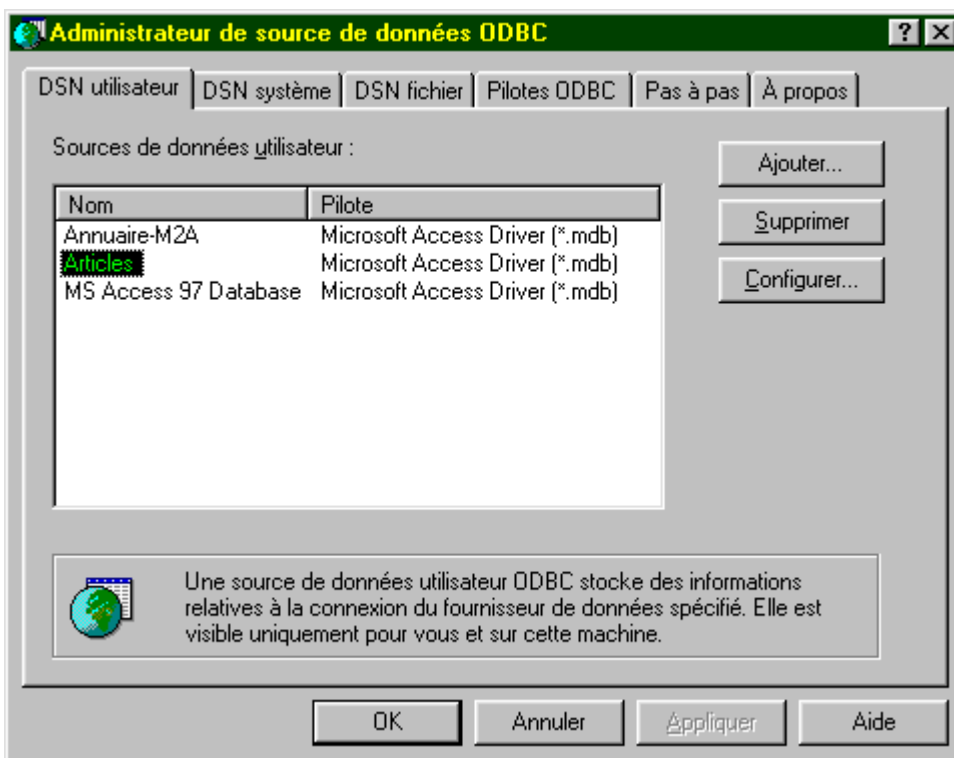 Administrateur de source de données ODBC
DSN utilisateur DSN système DSN fichier Pilotes ODBC Pas à pas À propos
Sources de données utilisateur :
Ajouter...
Supprimer
Configurer...
Nom Pilote
Annuaire-M2A Microsoft Access Driver (*.mdb)
Articles Microsoft Access Driver (*.mdb)
MS Access 97 Database Microsoft Access Driver (*.mdb)
Une source de données utilisateur ODBC stocke des informations
relatives à la connexion du fournisseur de données spécifié. Elle est
visible uniquement pour vous et sur cette machine.
OK Annuler Appliquer Aide